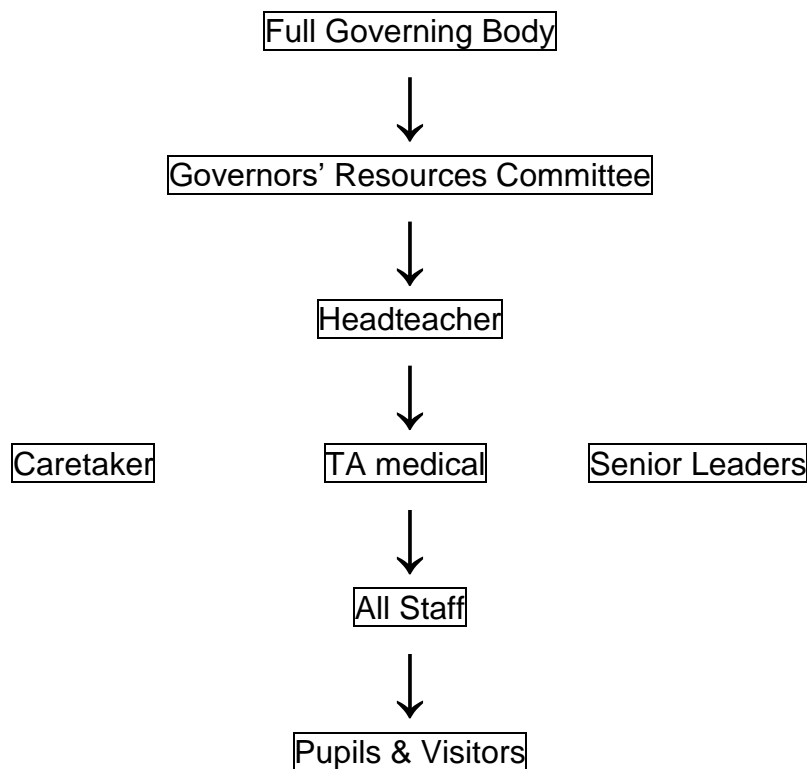 Full Governing Body
Governors’ Resources Committee
Headteacher
Caretaker TA medical Senior Leaders
All Staff
Pupils & Visitors